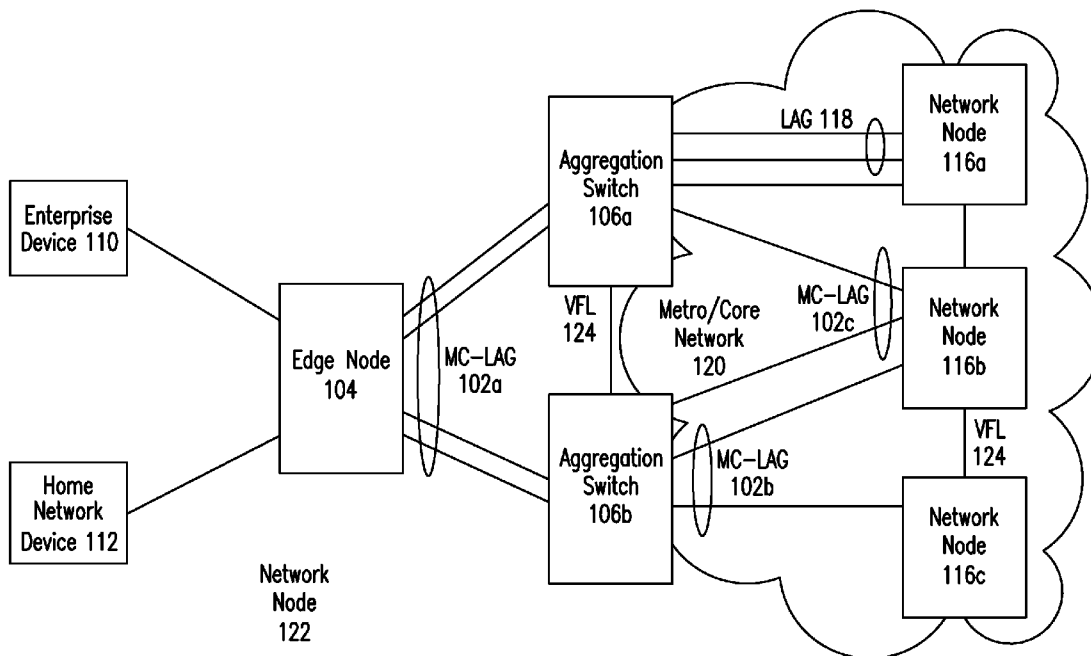 Enterprise
Device 110
Home
Network
Device 112
Edge Node
104
Network
Node
122
MC-LAG
102a
Aggregation
Switch
106a
VFL
124
Aggregation
Switch
106b
Metro/Core
Network
120
MC-LAG
102b
LAG 118
MC-LAG
102c
Network
Node
116a
Network
Node
116b
VFL
124
Network
Node
116c